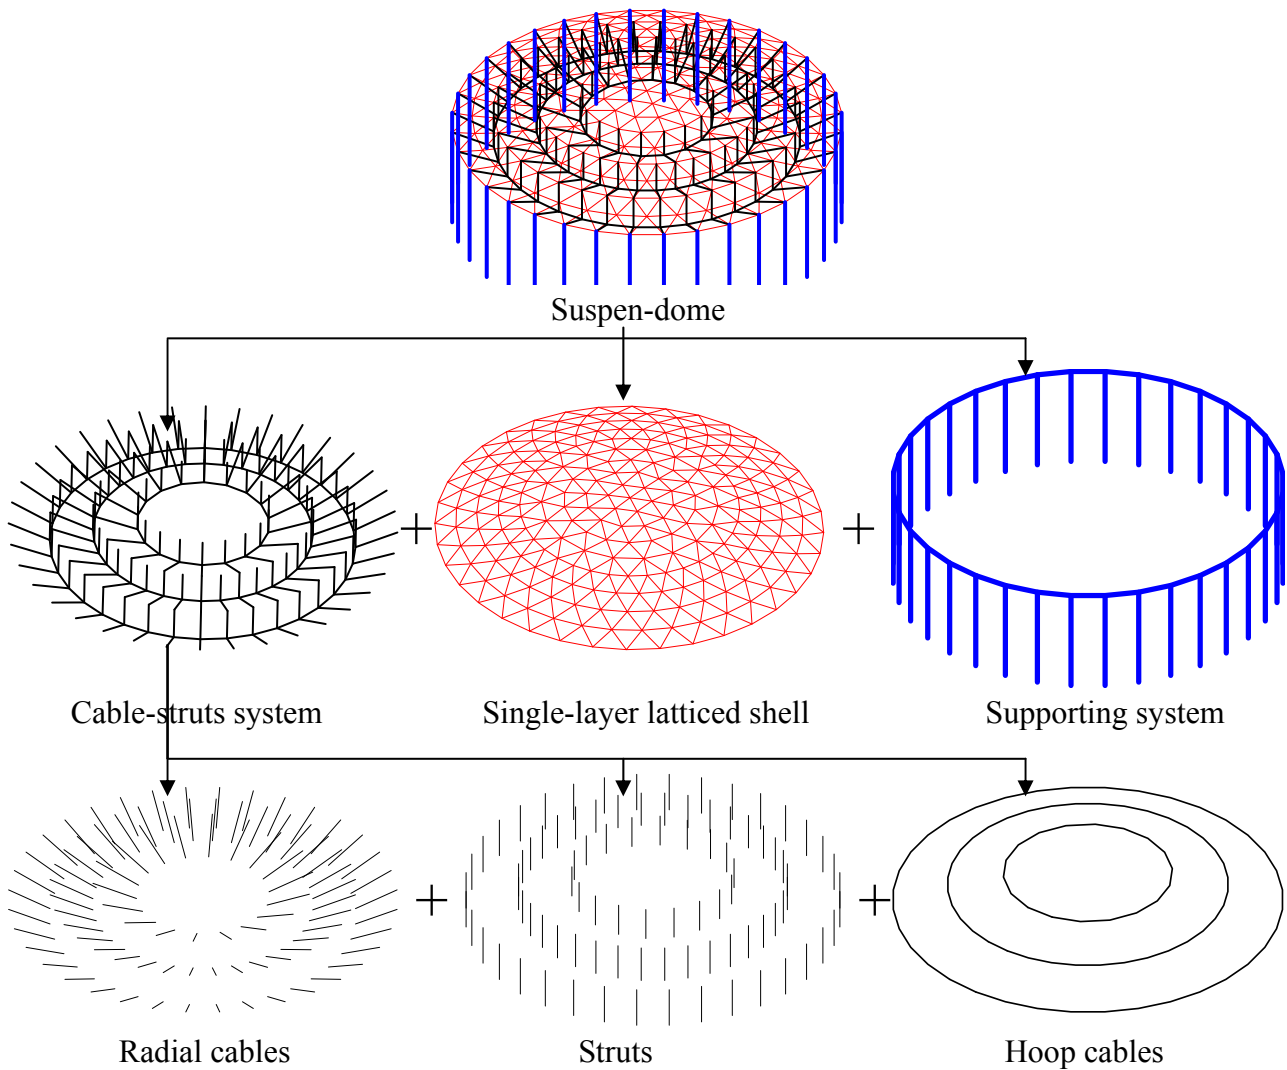 Suspen-dome
Cable-struts system
Single-layer latticed shell
Supporting system
Radial cables
Struts
Hoop cables